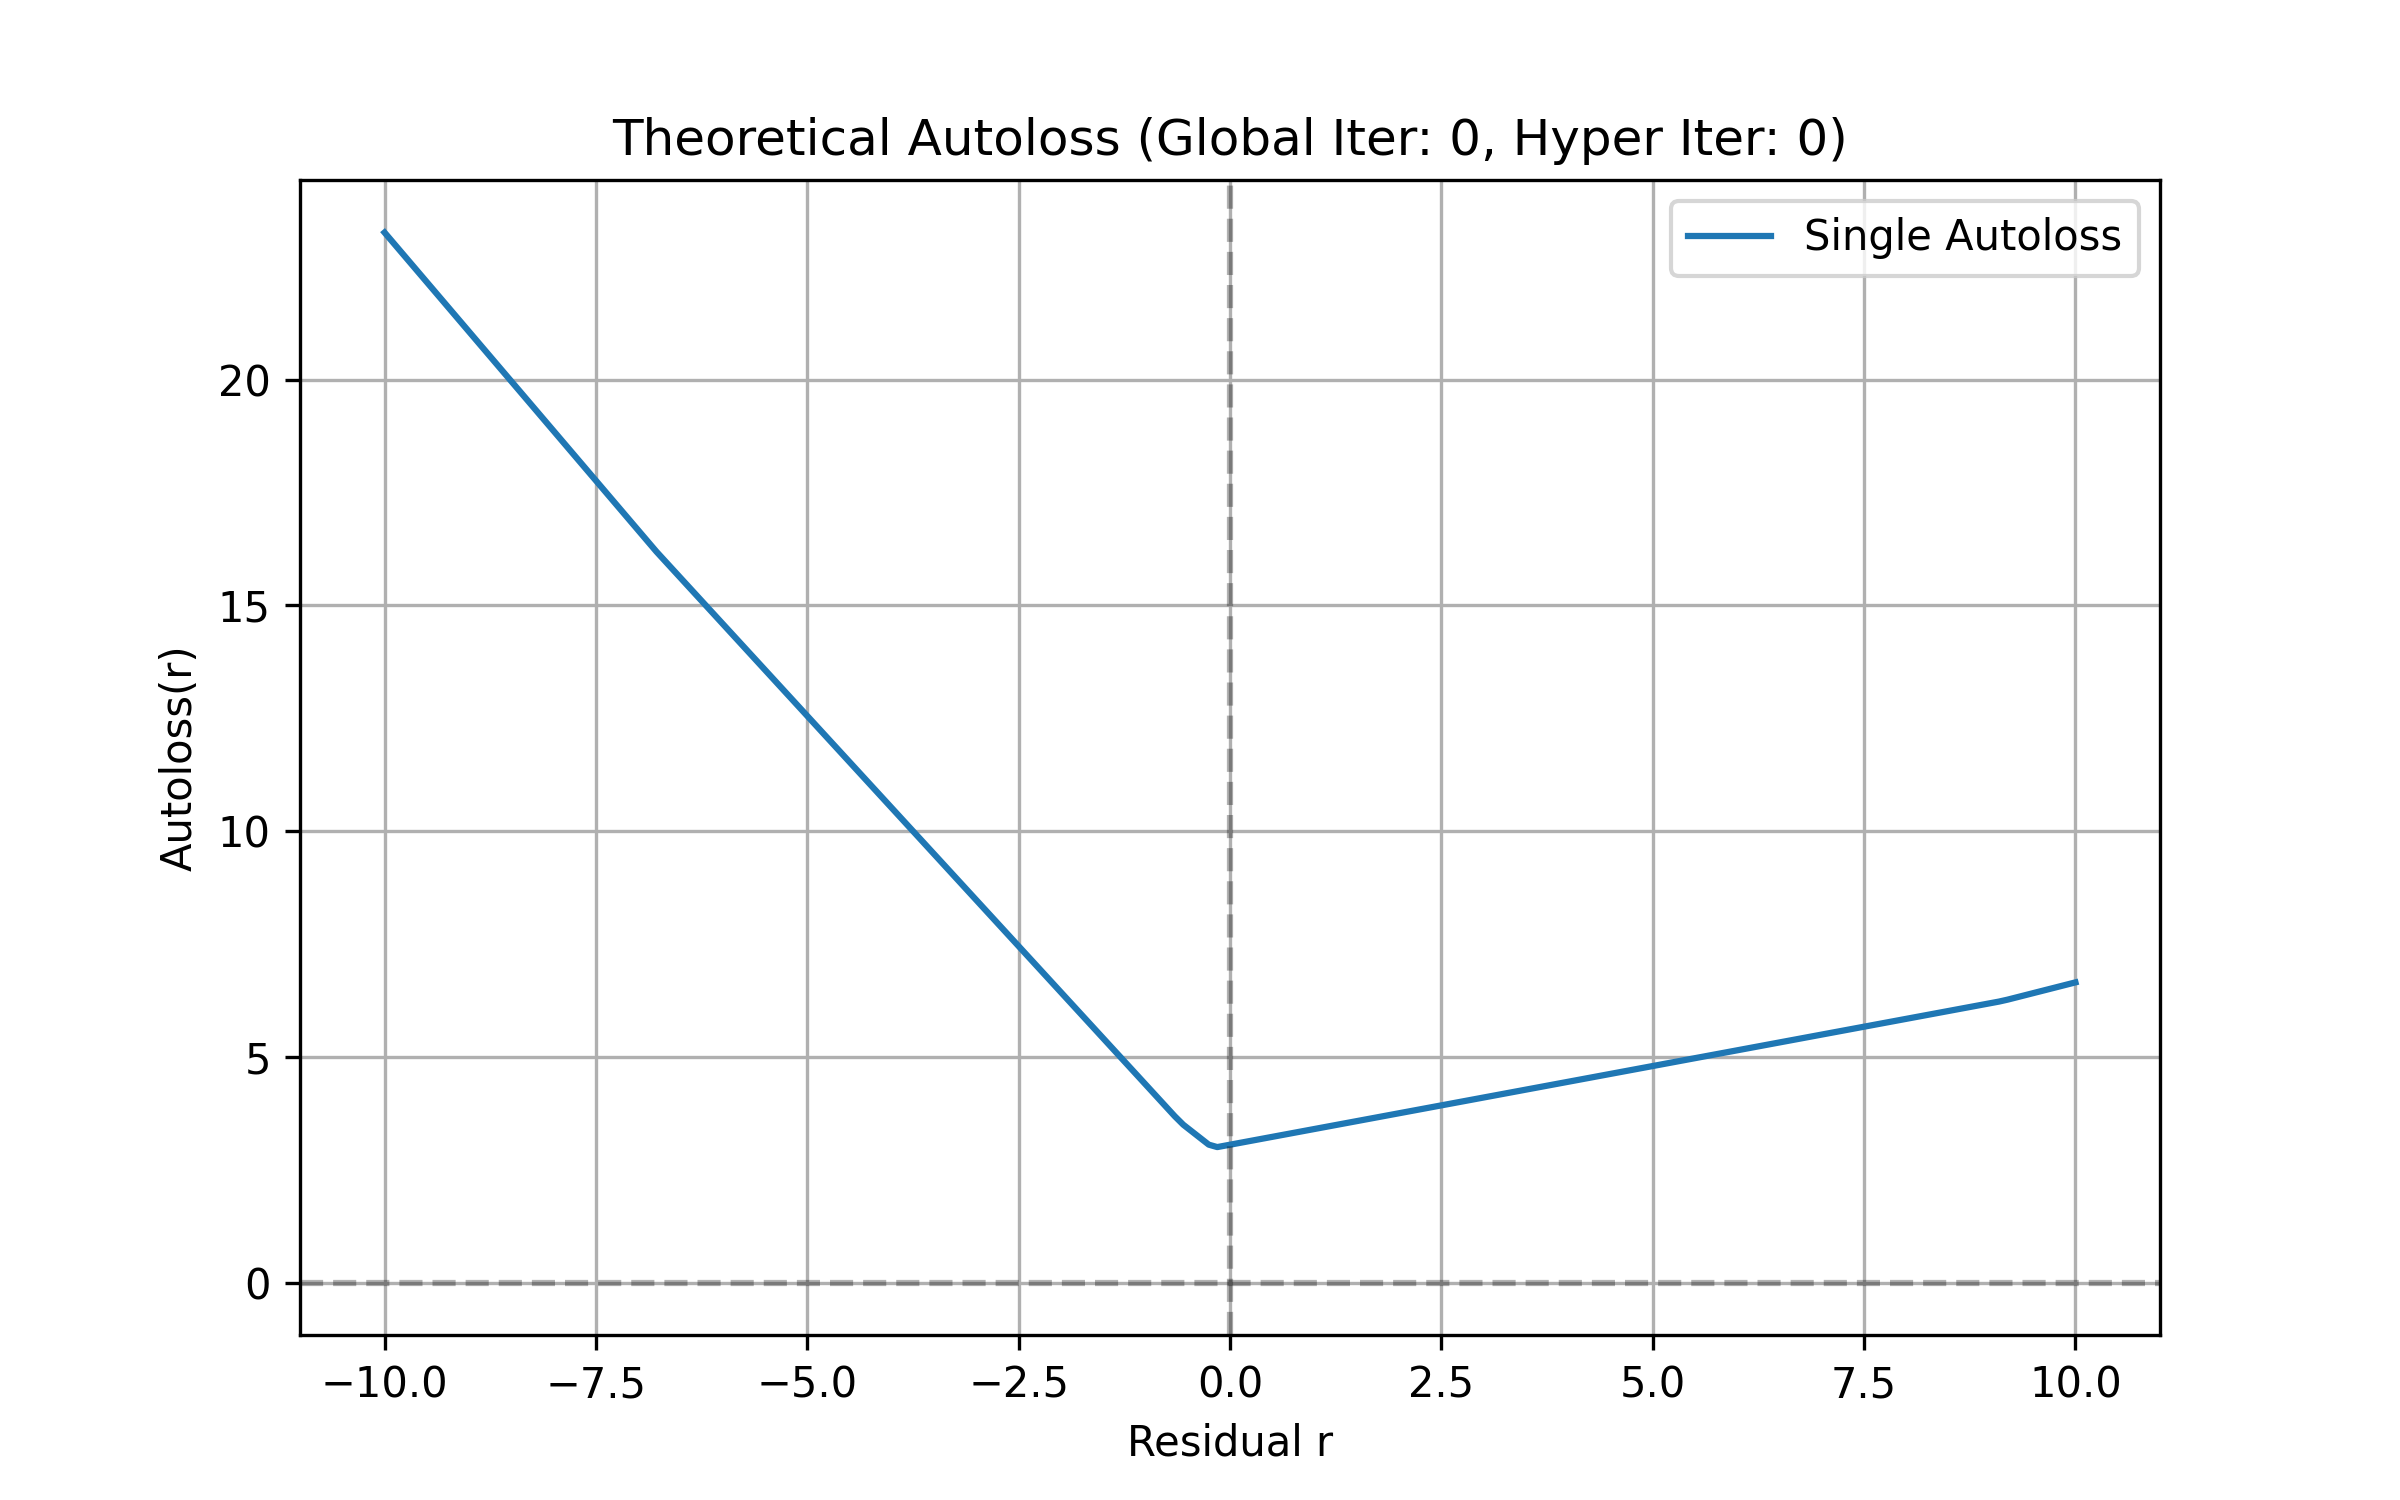 Theoretical Autoloss (Global Iter: 0, Hyper Iter: 0)
Single Autoloss
Autoloss(r)
20
15
10
5
0
−10.0 −7.5 −5.0 −2.5 0.0 2.5 5.0 7.5 10.0
Residual r